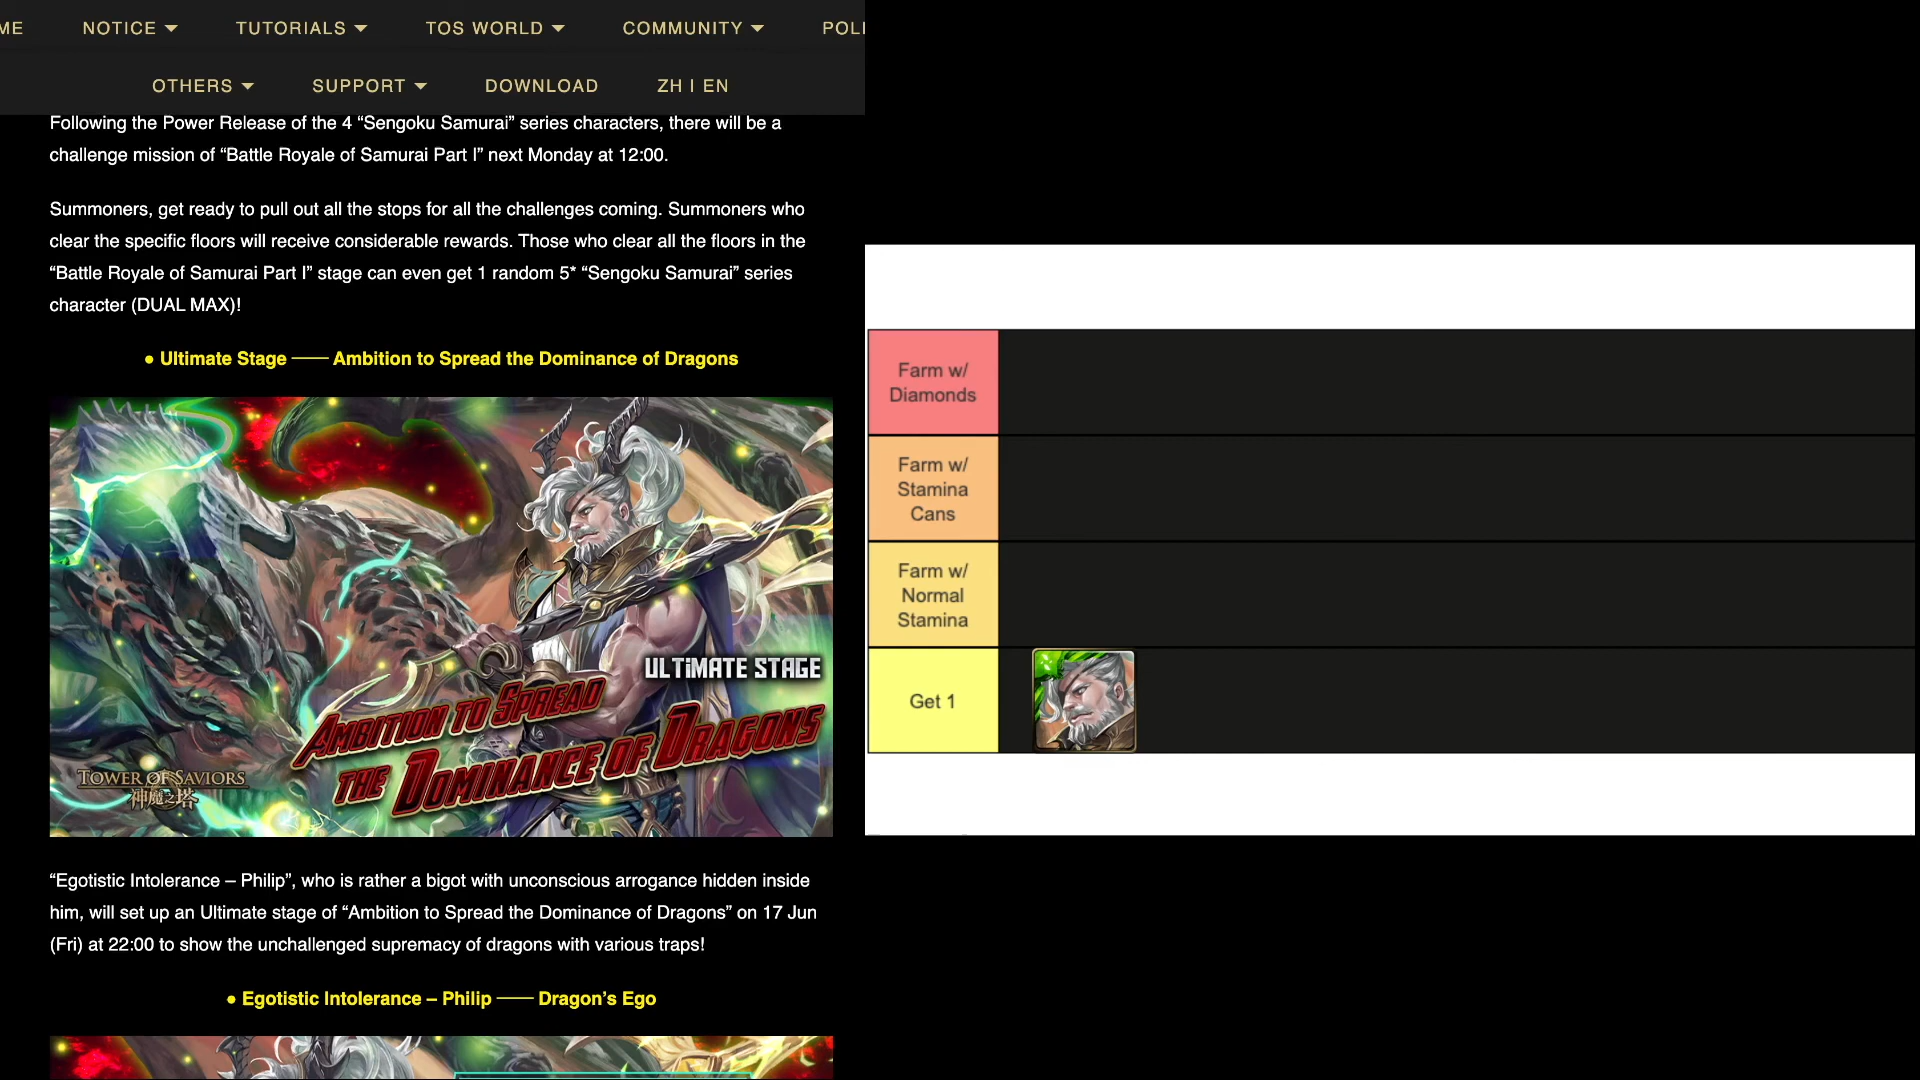 ME
NOTICE
TUTORIALS
TOS WORLD
COMMUNITY
POLI
OTHERS
SUPPORT
DOWNLOAD
ZH I EN
Following the Power Release of the 4 “Sengoku Samurai” series characters, there will be a
challenge mission of “Battle Royale of Samurai Part I” next Monday at 12:00.
Summoners, get ready to pull out all the stops for all the challenges coming. Summoners who
clear the specific floors will receive considerable rewards. Those who clear all the floors in the
“Battle Royale of Samurai Part I” stage can even get 1 random 5* “Sengoku Samurai” series
character (DUAL MAX)!
● Ultimate Stage —— Ambition to Spread the Dominance of Dragons
ULTIMATE STAGE
AMBITION TO SPREAD
THE DOMINANCE OF DRAGONS
TOWER OF SAVIORS
神魔之塔
“Egotistic Intolerance – Philip”, who is rather a bigot with unconscious arrogance hidden inside
him, will set up an Ultimate stage of “Ambition to Spread the Dominance of Dragons” on 17 Jun
(Fri) at 22:00 to show the unchallenged supremacy of dragons with various traps!
● Egotistic Intolerance – Philip —— Dragon’s Ego
Farm w/
Diamonds
Farm w/
Stamina
Cans
Farm w/
Normal
Stamina
Get 1